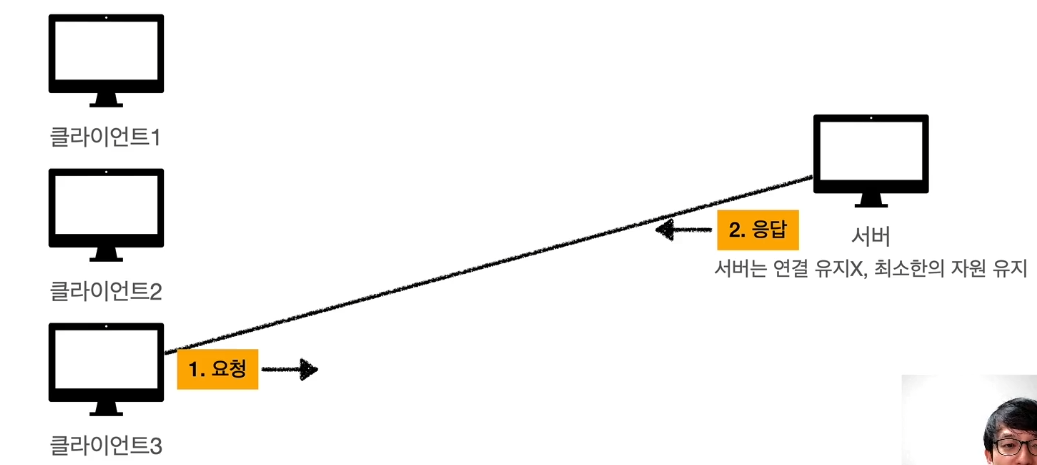 클라이언트1
클라이언트2
2. 응답
서버
서버는 연결 유지X, 최소한의 자원 유지
1. 요청
클라이언트3